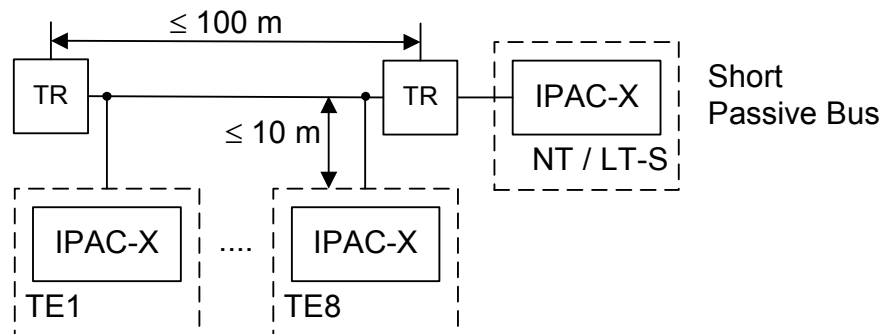 ≤ 100 m
TR
TR
IPAC-X
Short
Passive Bus
≤ 10 m
NT / LT-S
IPAC-X
....
IPAC-X
TE1
TE8